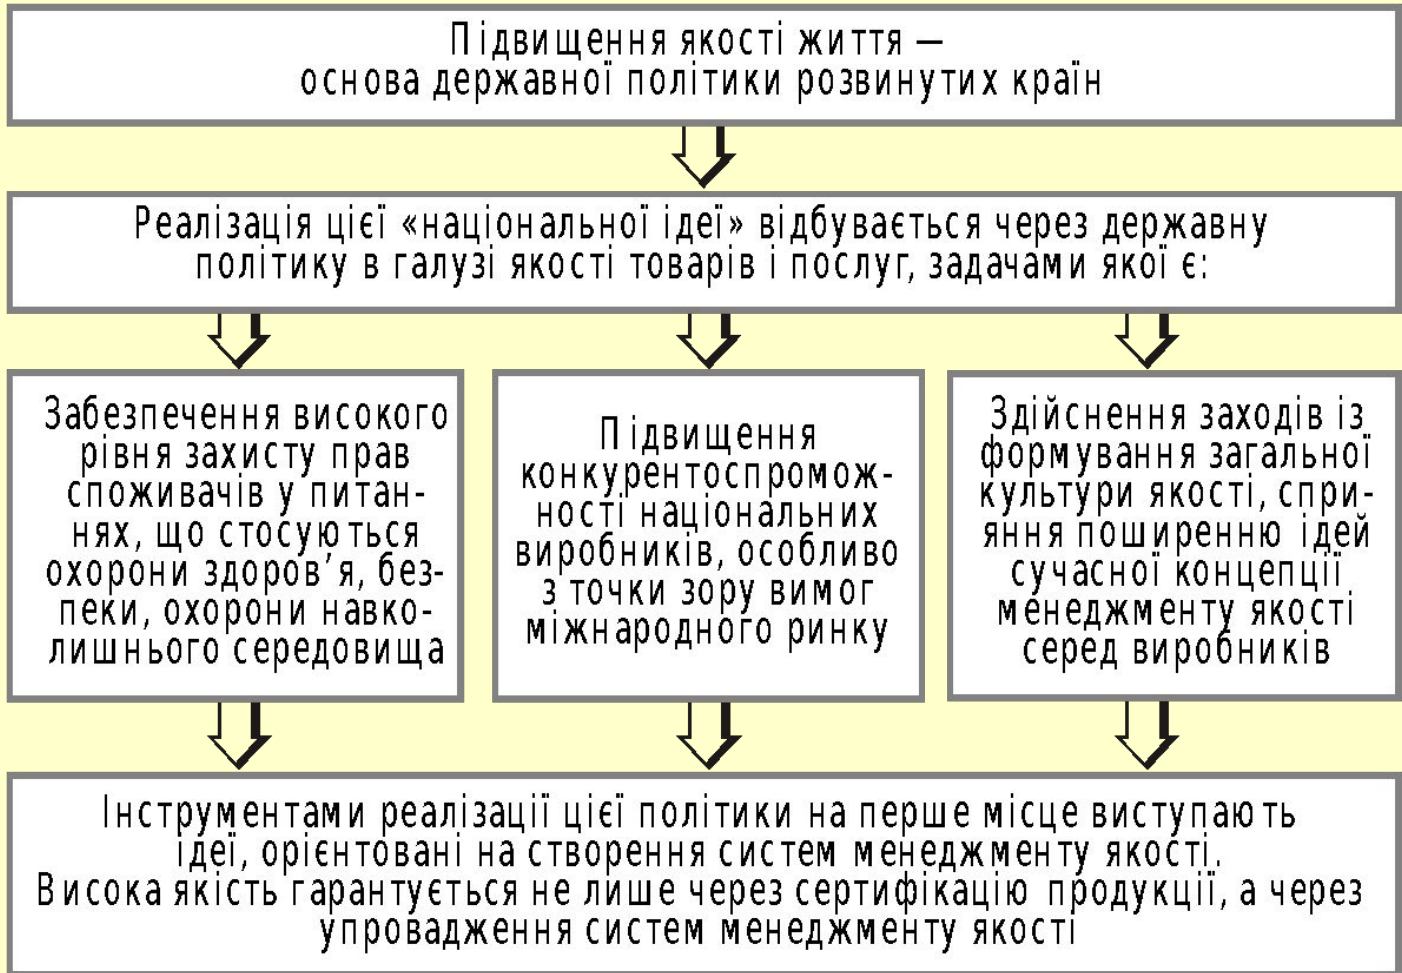 Підвищення якості життя —
основа державної політики розвинутих країн
Реалізація цієї «національної ідеї» відбувається через державну
політику в галузі якості товарів і послуг, задачами якої є:
Забезпечення високого
рівня захисту прав
споживачів у питан-
нях, що стосуються
охорони здоров’я, без-
пеки, охорони навко-
лишнього середовища
Підвищення
конкурентоспромож-
ності національних
виробників, особливо
з точки зору вимог
міжнародного ринку
Здійснення заходів із
формування загальної
культури якості, спри-
яння поширенню ідей
сучасної концепції
менеджменту якості
серед виробників
Інструментами реалізації цієї політики на перше місце виступають
ідеї, орієнтовані на створення систем менеджменту якості.
Висока якість гарантується не лише через сертифікацію продукції, а через
упровадження систем менеджменту якості